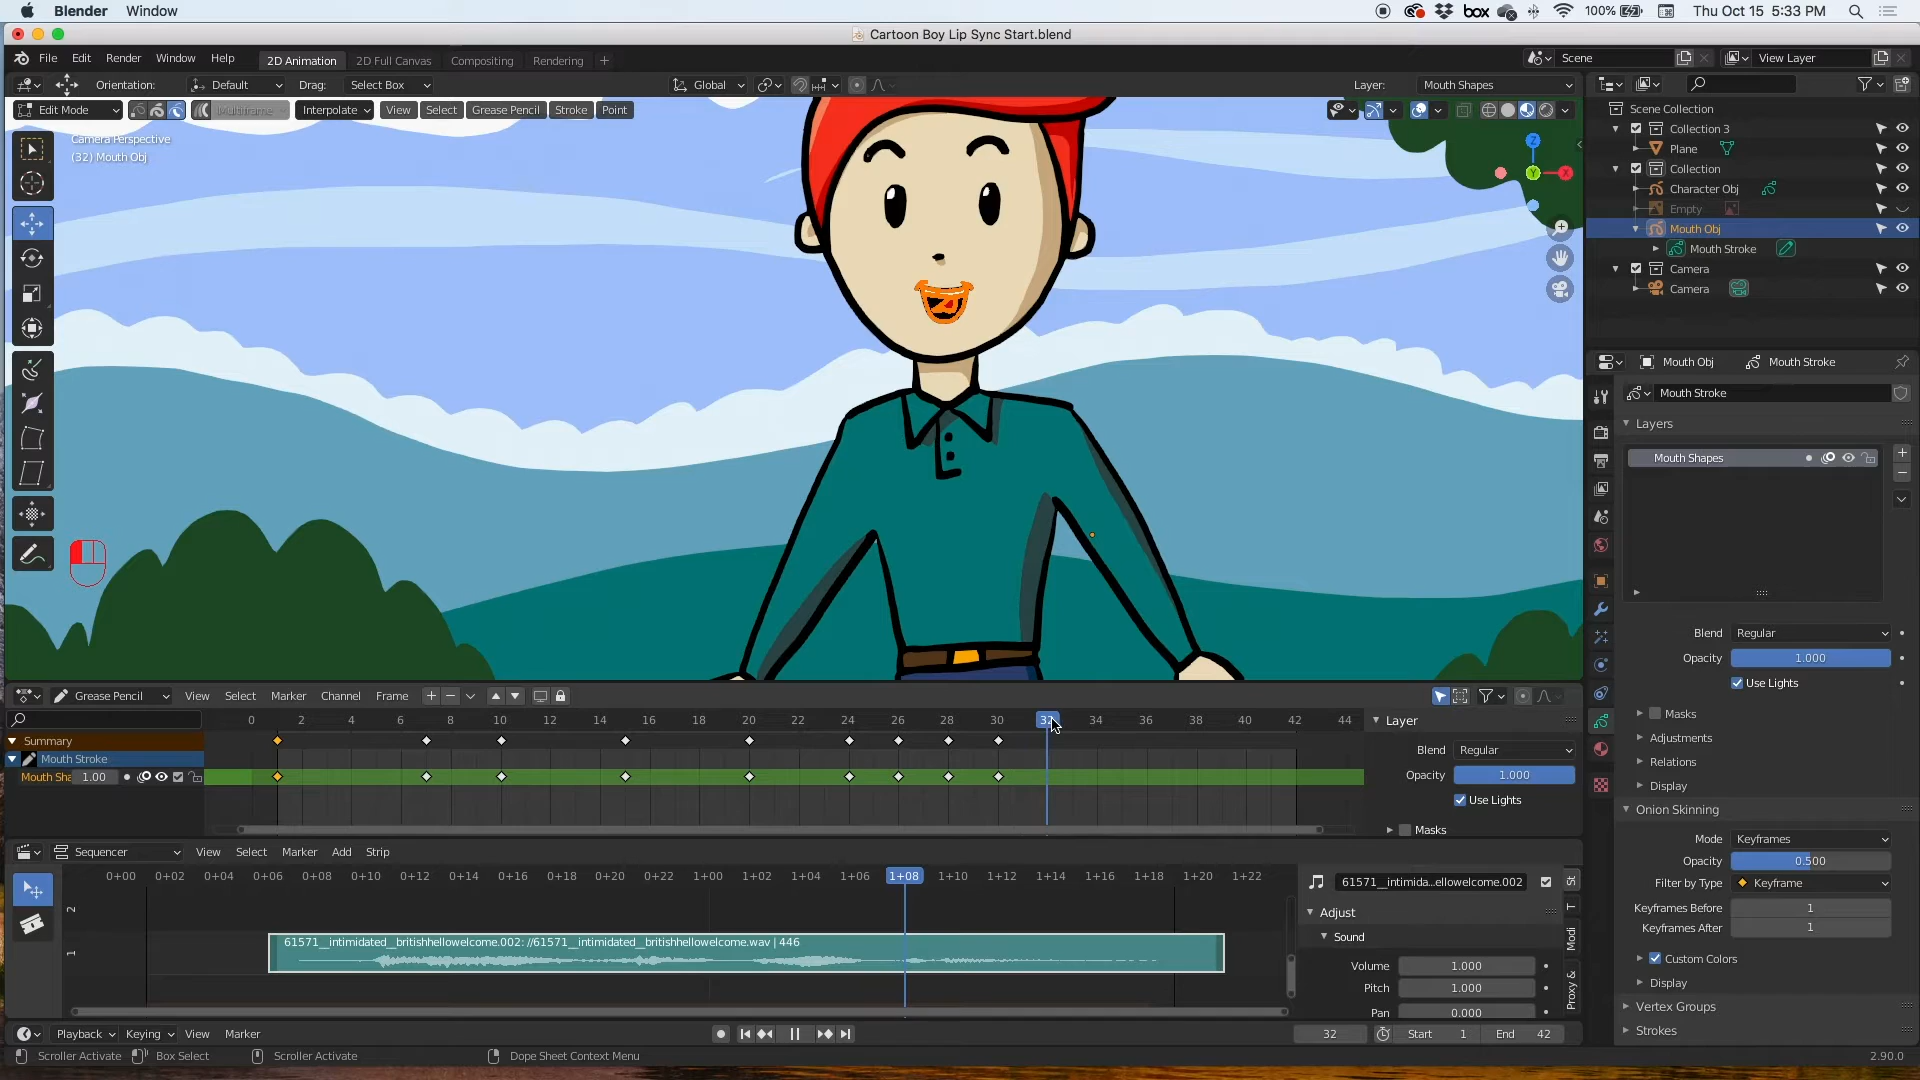 Blender Window box 100% Thu Oct 15 5:33 PM
Cartoon Boy Lip Sync Start.blend
File Edit Render Window Help 2D Animation 2D Full Canvas Compositing Rendering + Scene View Layer
Orientation: Default Drag: Select Box Global Layer: Mouth Shapes
Edit Mode Multiframe Interpolate View Select Grease Pencil Stroke Point
Camera Perspective
(32) Mouth Obj
Z
Y
X
Scene Collection
Collection 3
Plane
Collection
Character Obj
Empty
Mouth Obj
Mouth Stroke
Camera
Camera
Mouth Obj Mouth Stroke
Mouth Stroke
Layers
Mouth Shapes
Blend Regular
Opacity 1.000
Use Lights
Masks
Adjustments
Relations
Display
Onion Skinning
Mode Keyframes
Opacity 0.500
Filter by Type Keyframe
Keyframes Before 1
Keyframes After 1
Custom Colors
Display
Vertex Groups
Strokes
Grease Pencil View Select Marker Channel Frame
0 2 4 6 8 10 12 14 16 18 20 22 24 26 28 30 32 34 36 38 40 42 44
Summary
Mouth Stroke
Mouth Sha 1.00
Layer
Blend Regular
Opacity 1.000
Use Lights
Masks
Sequencer View Select Marker Add Strip
0+00 0+02 0+04 0+06 0+08 0+10 0+12 0+14 0+16 0+18 0+20 0+22 1+00 1+02 1+04 1+06 1+08 1+10 1+12 1+14 1+16 1+18 1+20 1+22
2
1
61571__intimidated__britishhellowelcome.002: //61571__intimidated__britishhellowelcome.wav | 446
61571__intimida...ellowelcome.002
Adjust
Sound
Volume 1.000
Pitch 1.000
Pan 0.000
St
T
Modi
Proxy &
Playback Keying View Marker 32 Start 1 End 42
Scroller Activate Box Select Scroller Activate Dope Sheet Context Menu 2.90.0